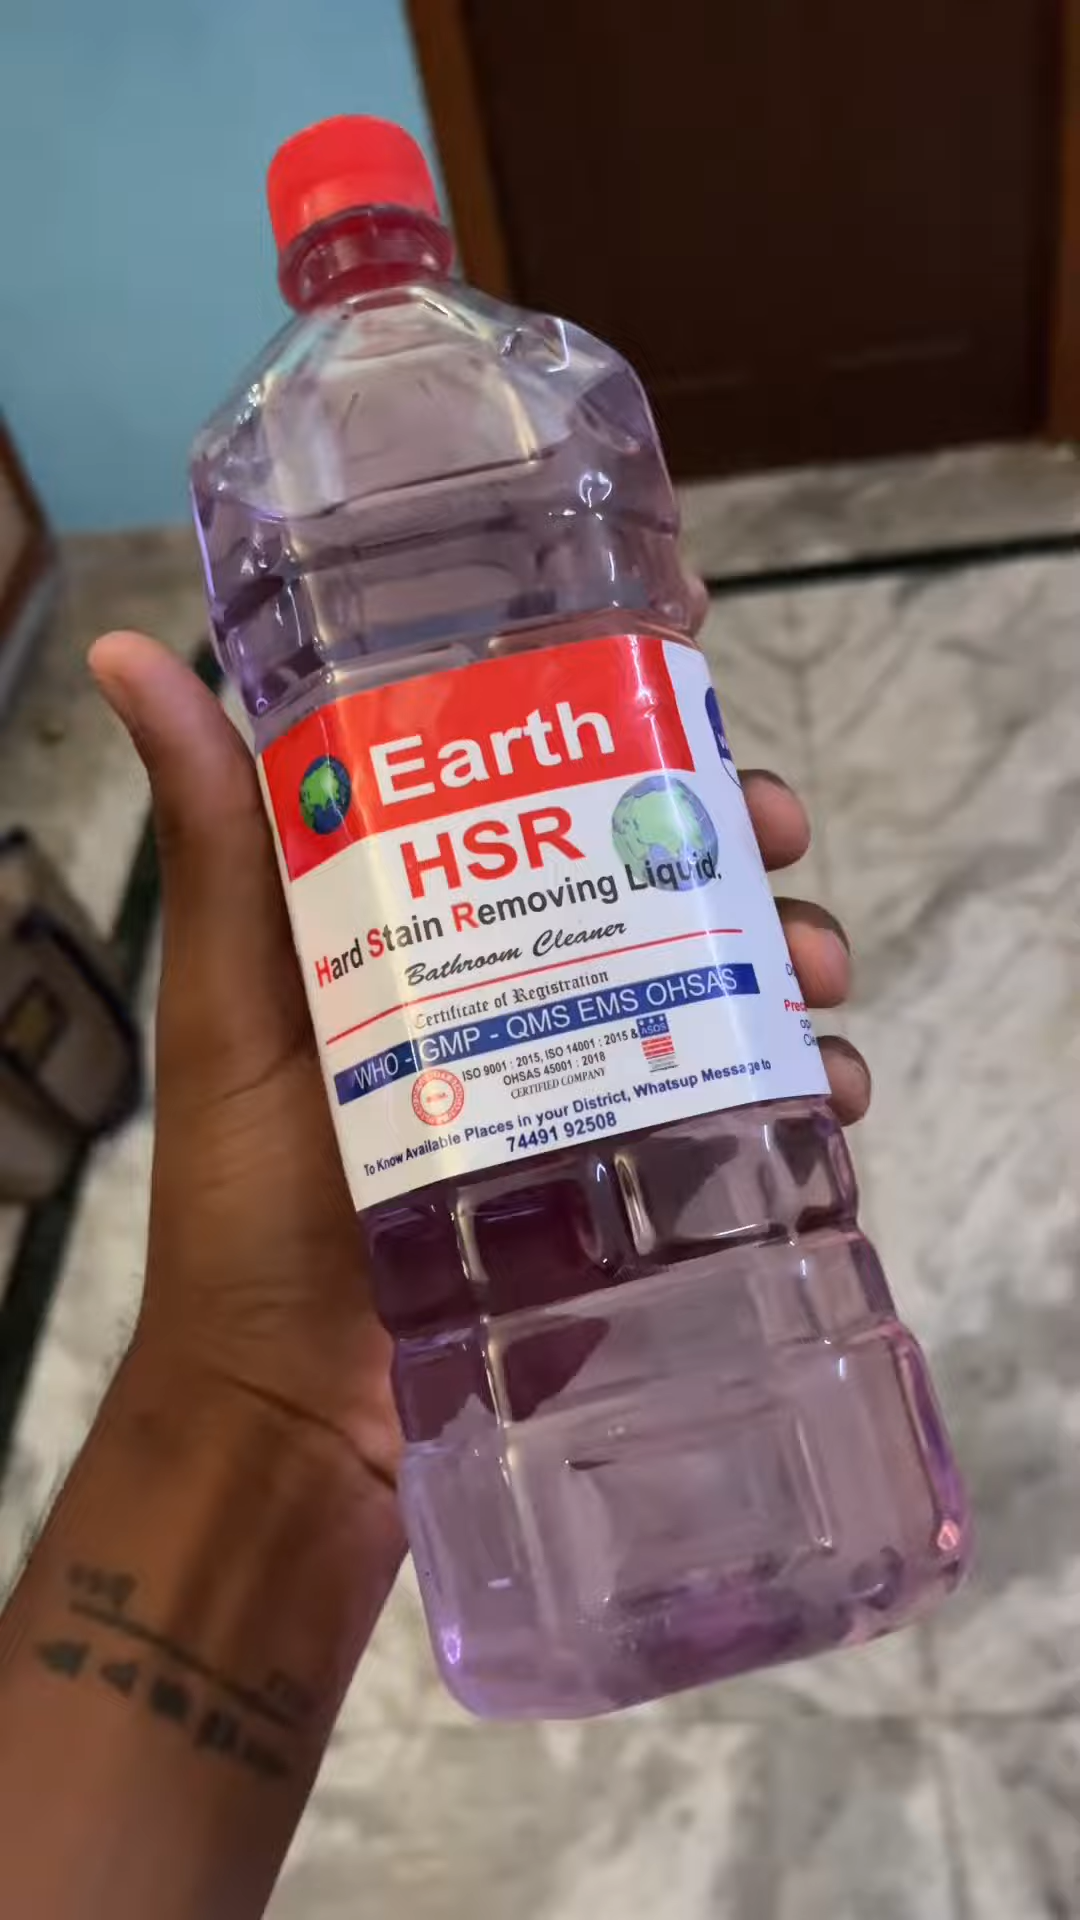 Earth
HSR
Hard Stain Removing Liquid.
Bathroom Cleaner
Certificate of Registration
WHO - GMP - QMS EMS OHSAS
ISO 9001 : 2015, ISO 14001 : 2015 &
OHSAS 45001 : 2018
CERTIFIED COMPANY
ASOS
To Know Available Places in your District, Whatsup Message to
74491 92508